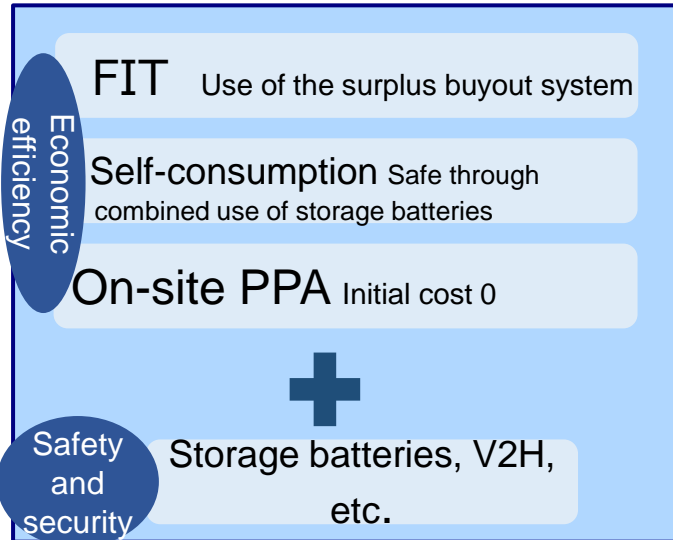 Economic
efficiency
FIT Use of the surplus buyout system
Self-consumption Safe through
combined use of storage batteries
On-site PPA Initial cost 0
Safety
and
security
Storage batteries, V2H,
etc.